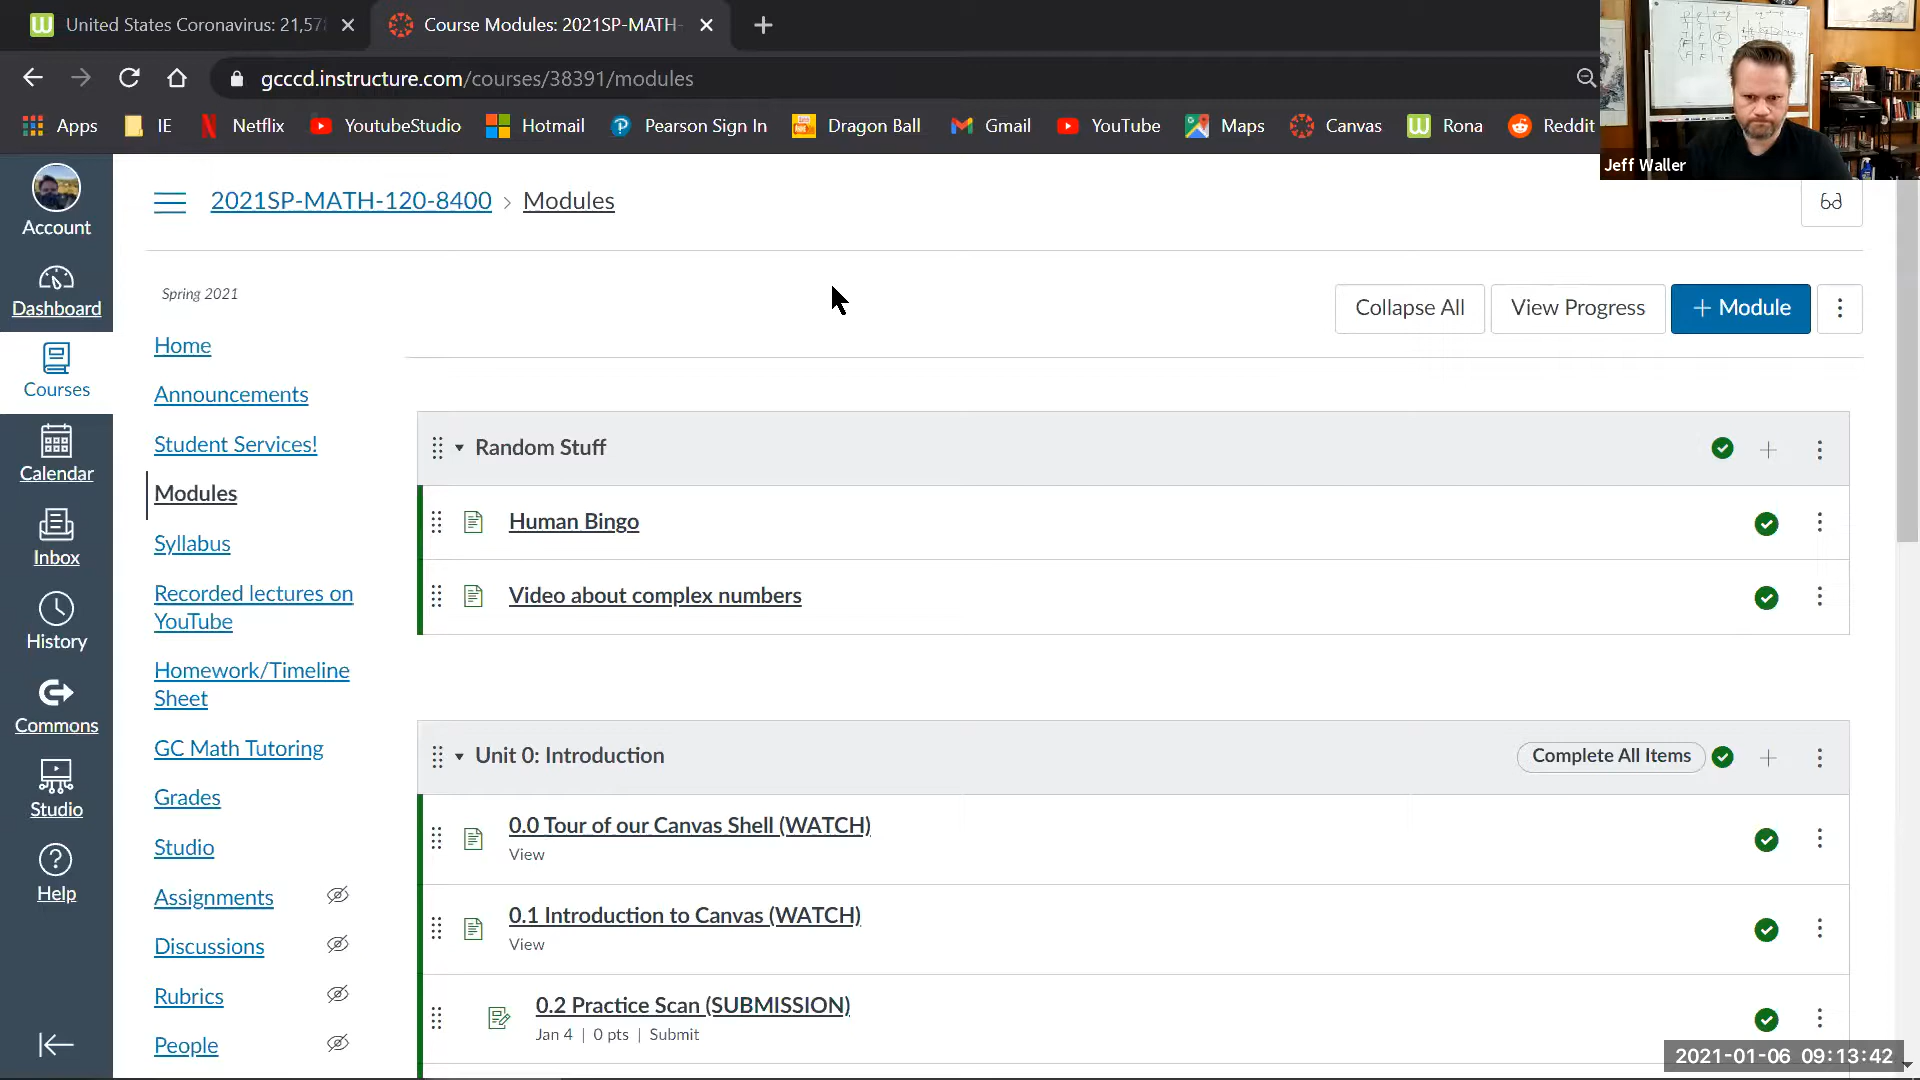 United States Coronavirus: 21,57
Course Modules: 2021SP-MATH-
gcccd.instructure.com/courses/38391/modules
Apps
IE
Netflix
YoutubeStudio
Hotmail
Pearson Sign In
Dragon Ball
Gmail
YouTube
Maps
Canvas
Rona
Reddit
Jeff Waller
Account
Dashboard
Courses
Calendar
Inbox
History
Commons
Studio
Help
2021SP-MATH-120-8400 > Modules
Spring 2021
Home
Announcements
Student Services!
Modules
Syllabus
Recorded lectures on
YouTube
Homework/Timeline
Sheet
GC Math Tutoring
Grades
Studio
Assignments
Discussions
Rubrics
People
Collapse All
View Progress
+ Module
Random Stuff
Human Bingo
Video about complex numbers
Unit 0: Introduction
Complete All Items
0.0 Tour of our Canvas Shell (WATCH)
View
0.1 Introduction to Canvas (WATCH)
View
0.2 Practice Scan (SUBMISSION)
Jan 4 | 0 pts | Submit
2021-01-06 09:13:42